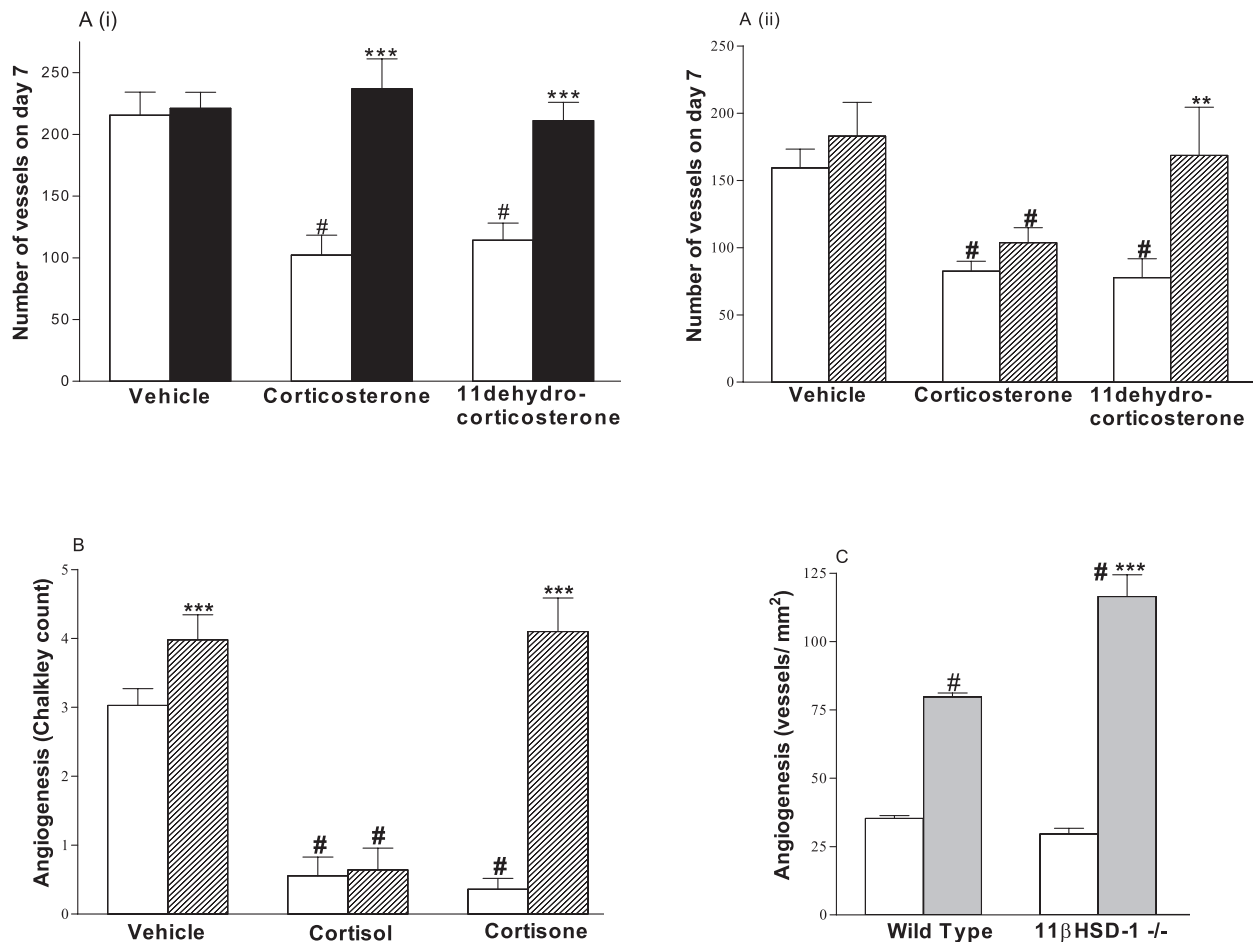 A (i)
Number of vessels on day 7
250
200
150
100
50
0
#
***
#
***
Vehicle
Corticosterone
11dehydro-
corticosterone
A (ii)
Number of vessels on day 7
250
200
150
100
50
0
#
#
#
**
Vehicle
Corticosterone
11dehydro-
corticosterone
B
Angiogenesis (Chalkley count)
5
4
3
2
1
0
***
#
#
#
***
Vehicle
Cortisol
Cortisone
C
Angiogenesis (vessels/ mm²)
125
100
75
50
25
0
#
# ***
Wild Type
11βHSD-1 -/-